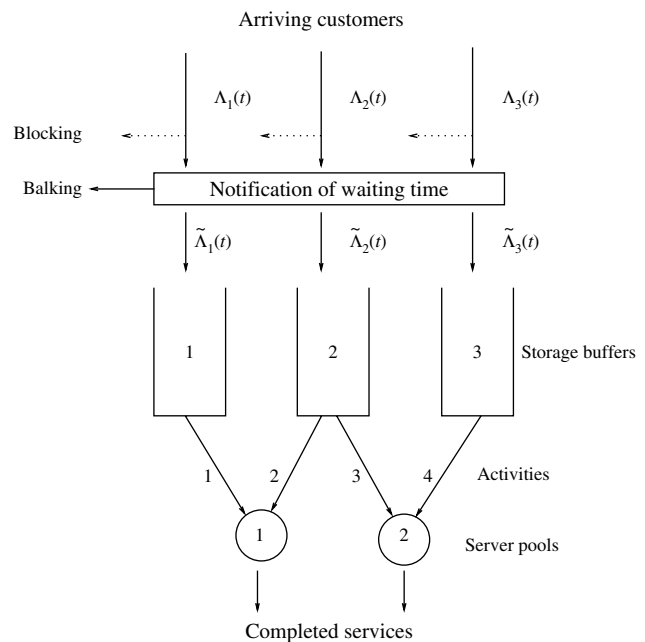 Arriving customers
Λ₁(t) Λ₂(t) Λ₃(t)
Blocking
Balking Notification of waiting time
Λ̃₁(t) Λ̃₂(t) Λ̃₃(t)
1 2 3 Storage buffers
1 2 3 4 Activities
1 2 Server pools
Completed services